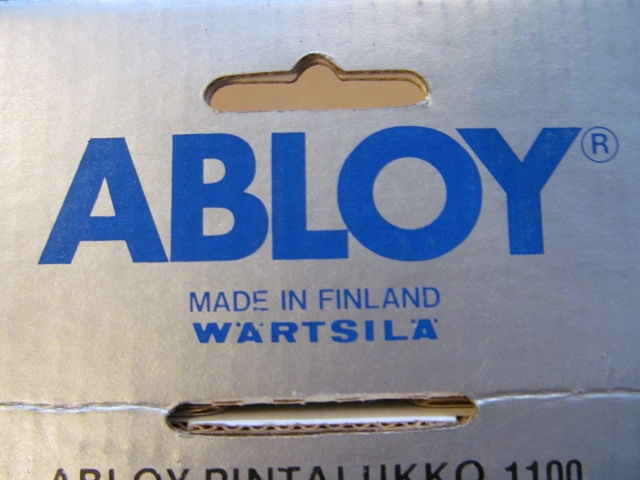 ABLOY®
MADE IN FINLAND
WÄRTSILÄ
ABLOY PINTALUKKO 1100